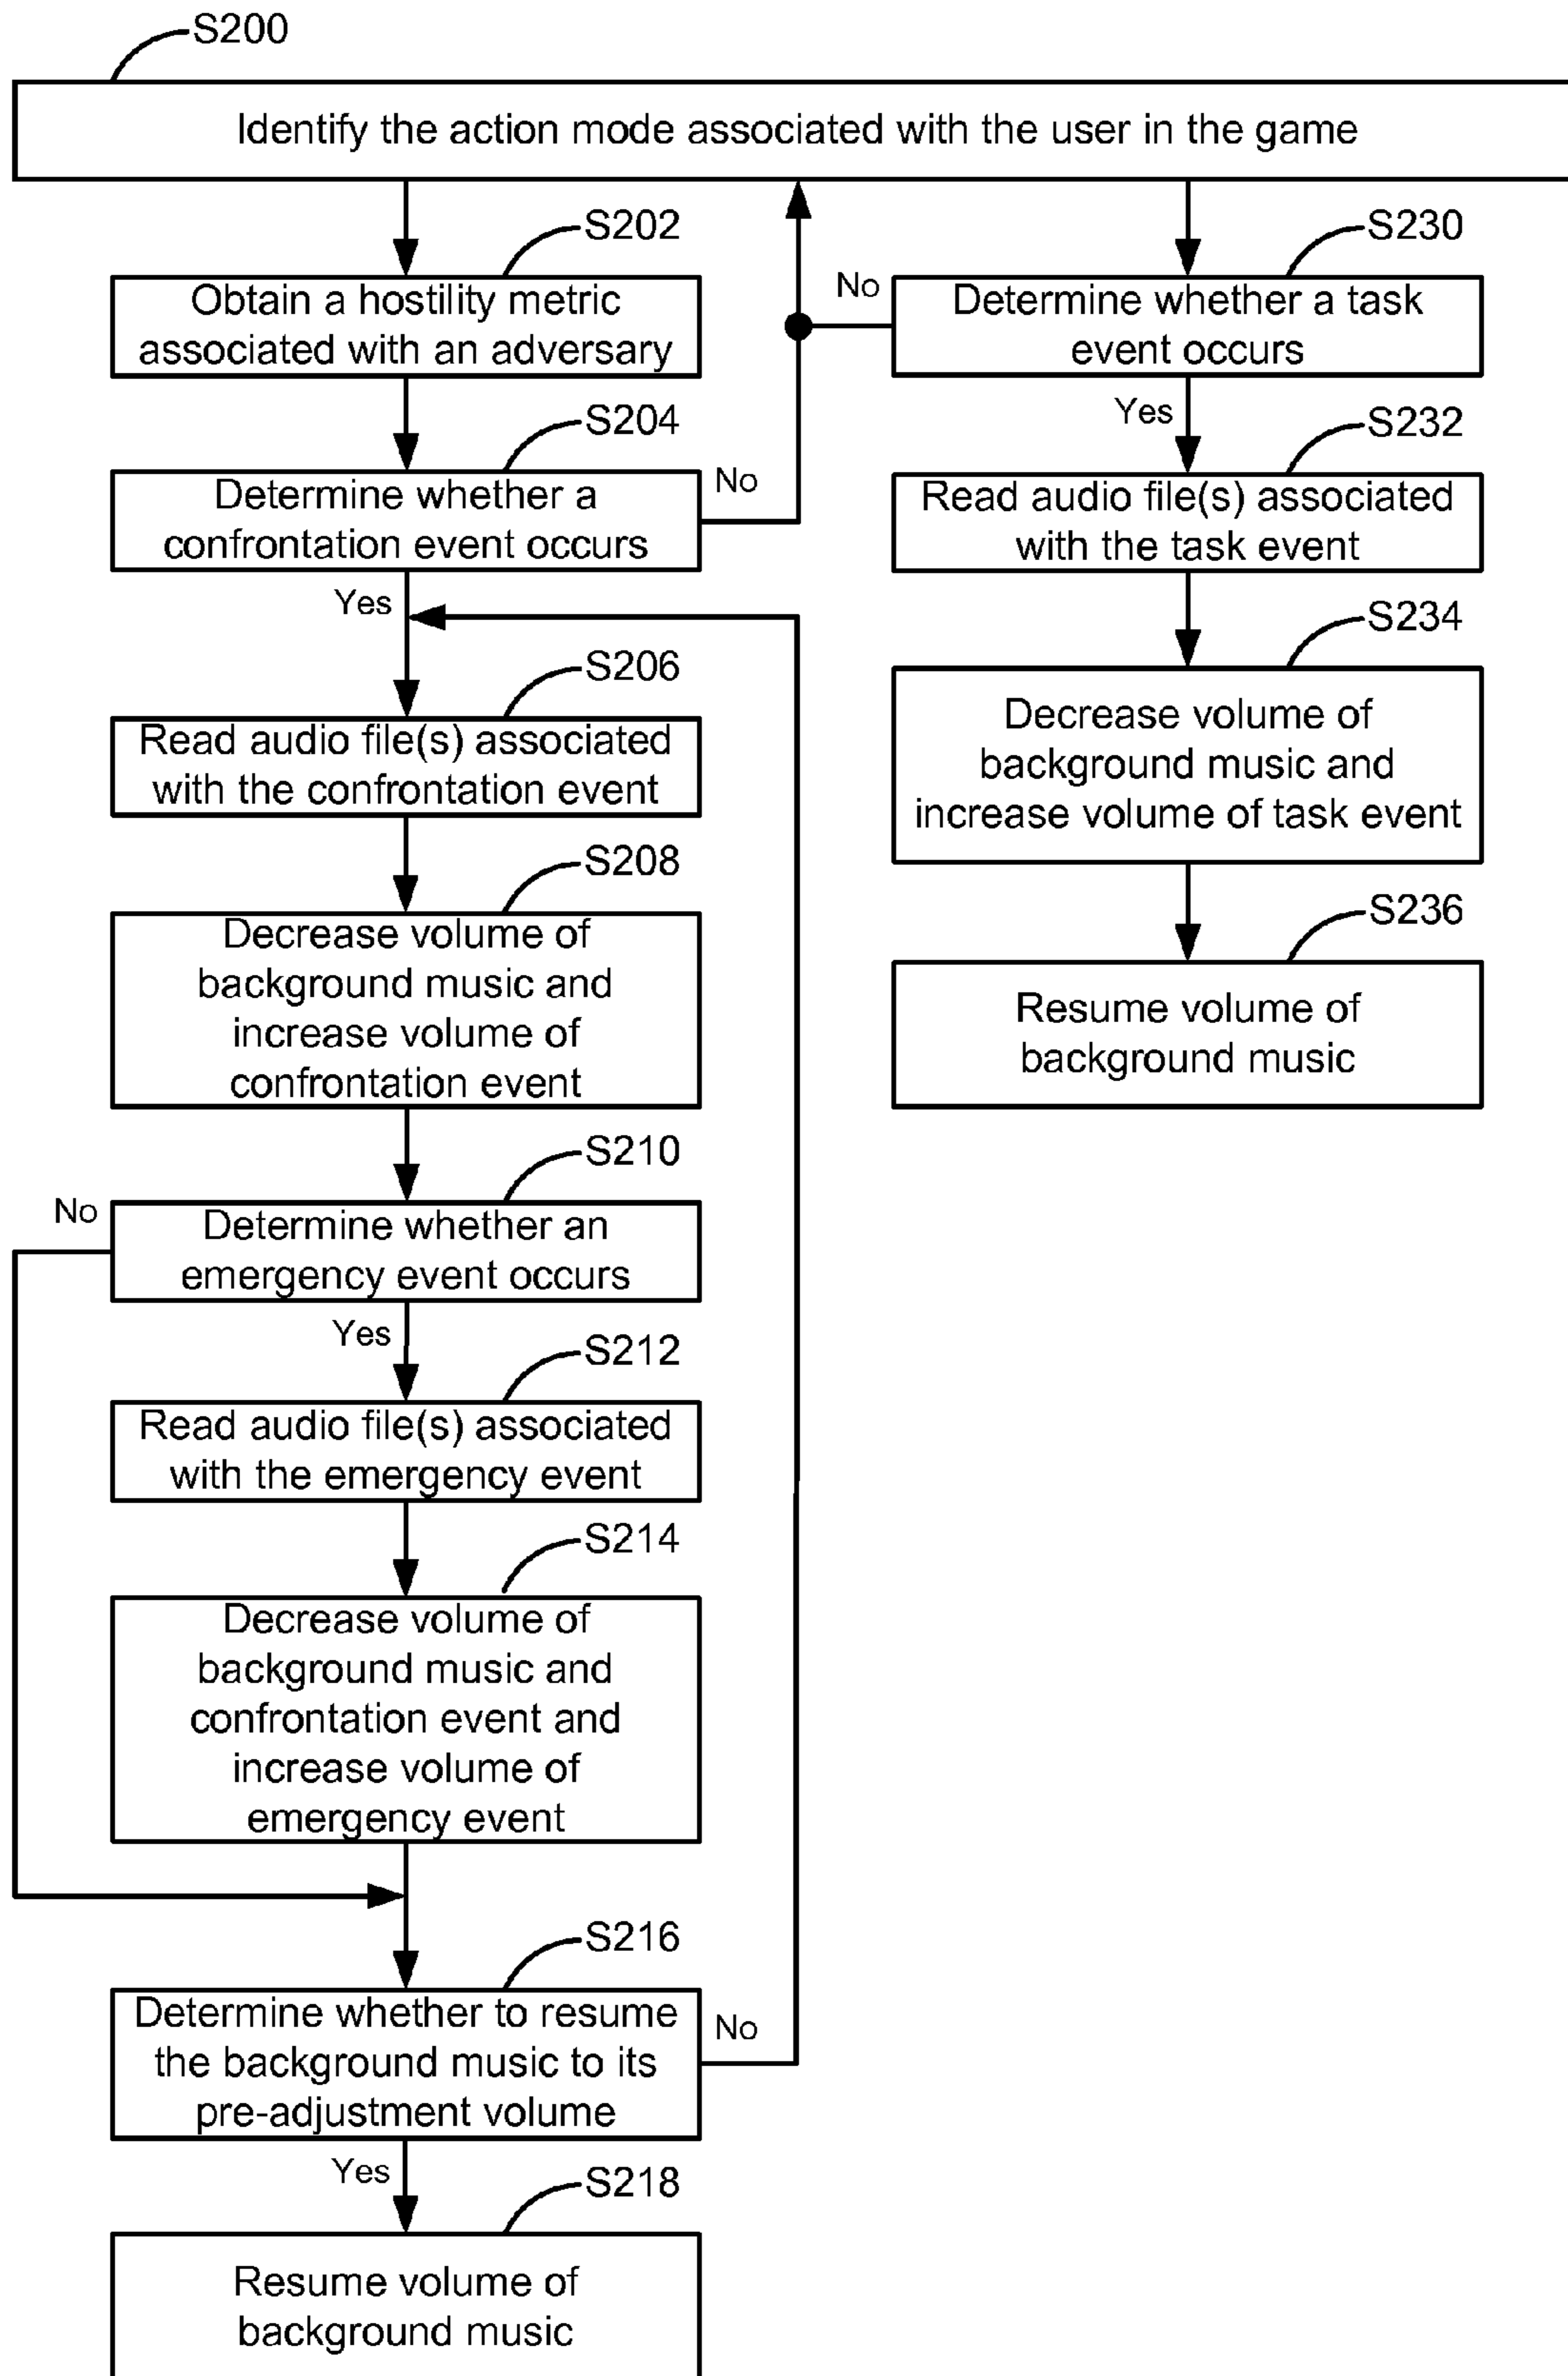 S200
Identify the action mode associated with the user in the game
S202
Obtain a hostility metric
associated with an adversary
S204
Determine whether a
confrontation event occurs
No
Yes
S206
Read audio file(s) associated
with the confrontation event
S208
Decrease volume of
background music and
increase volume of
confrontation event
S210
Determine whether an
emergency event occurs
No
Yes
S212
Read audio file(s) associated
with the emergency event
S214
Decrease volume of
background music and
confrontation event and
increase volume of
emergency event
S216
Determine whether to resume
the background music to its
pre-adjustment volume
No
Yes
S218
Resume volume of
background music
S230
Determine whether a task
event occurs
No
Yes
S232
Read audio file(s) associated
with the task event
S234
Decrease volume of
background music and
increase volume of task event
S236
Resume volume of
background music